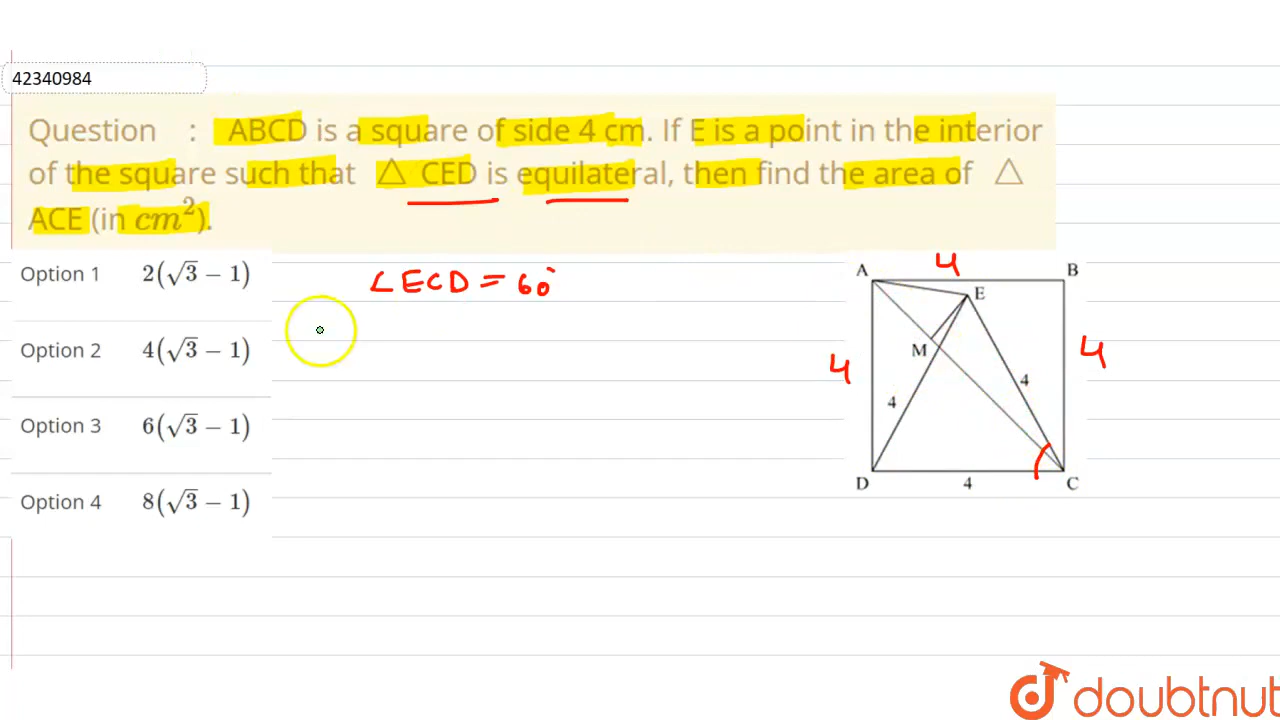 42340984
Question : ABCD is a square of side 4 cm. If E is a point in the interior
of the square such that △ CED is equilateral, then find the area of △
ACE (in cm²).
Option 1 2(√3 − 1)
Option 2 4(√3 − 1)
Option 3 6(√3 − 1)
Option 4 8(√3 − 1)
∠ECD = 60°
A 4 B
E
M
4 4
4 4
D 4 C
doubtnut